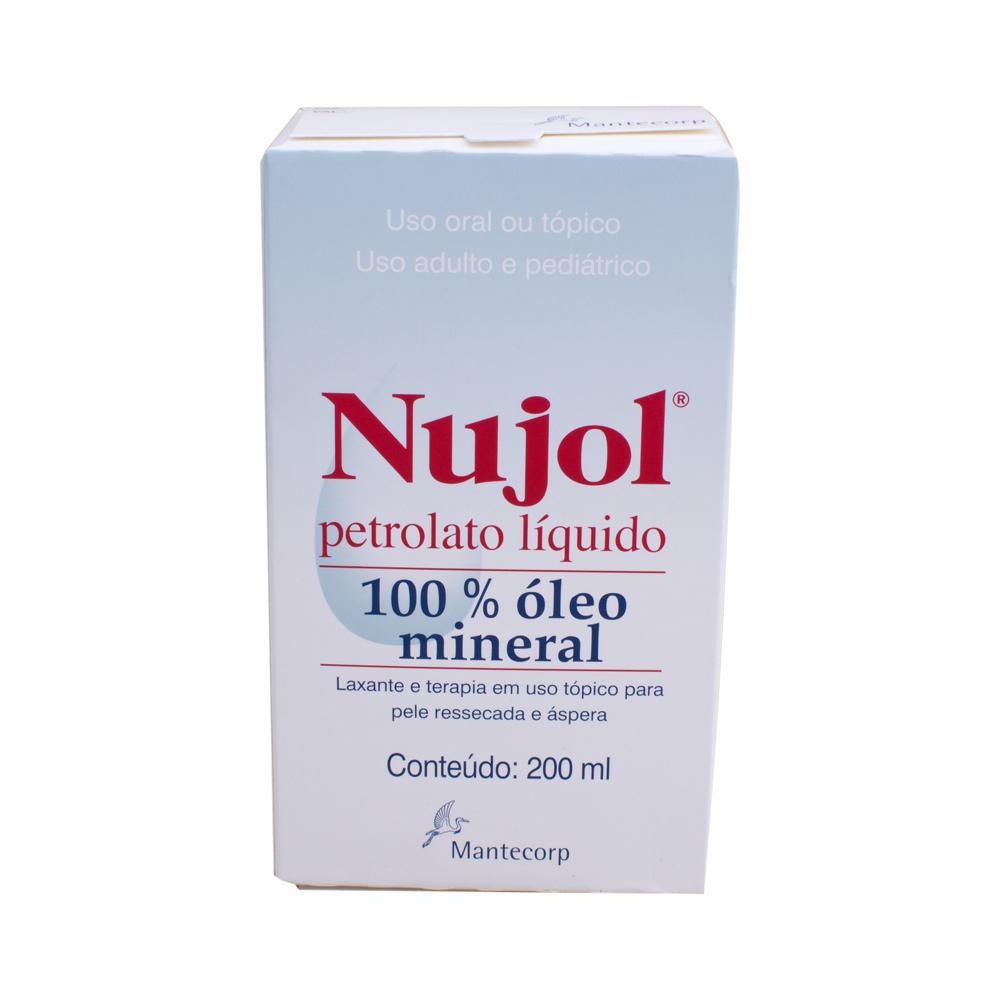 Mantecorp
Uso oral ou tópico
Uso adulto e pediátrico
Nujol®
petrolato líquido
100 % óleo
mineral
Laxante e terapia em uso tópico para
pele ressecada e áspera
Conteúdo: 200 ml
Mantecorp